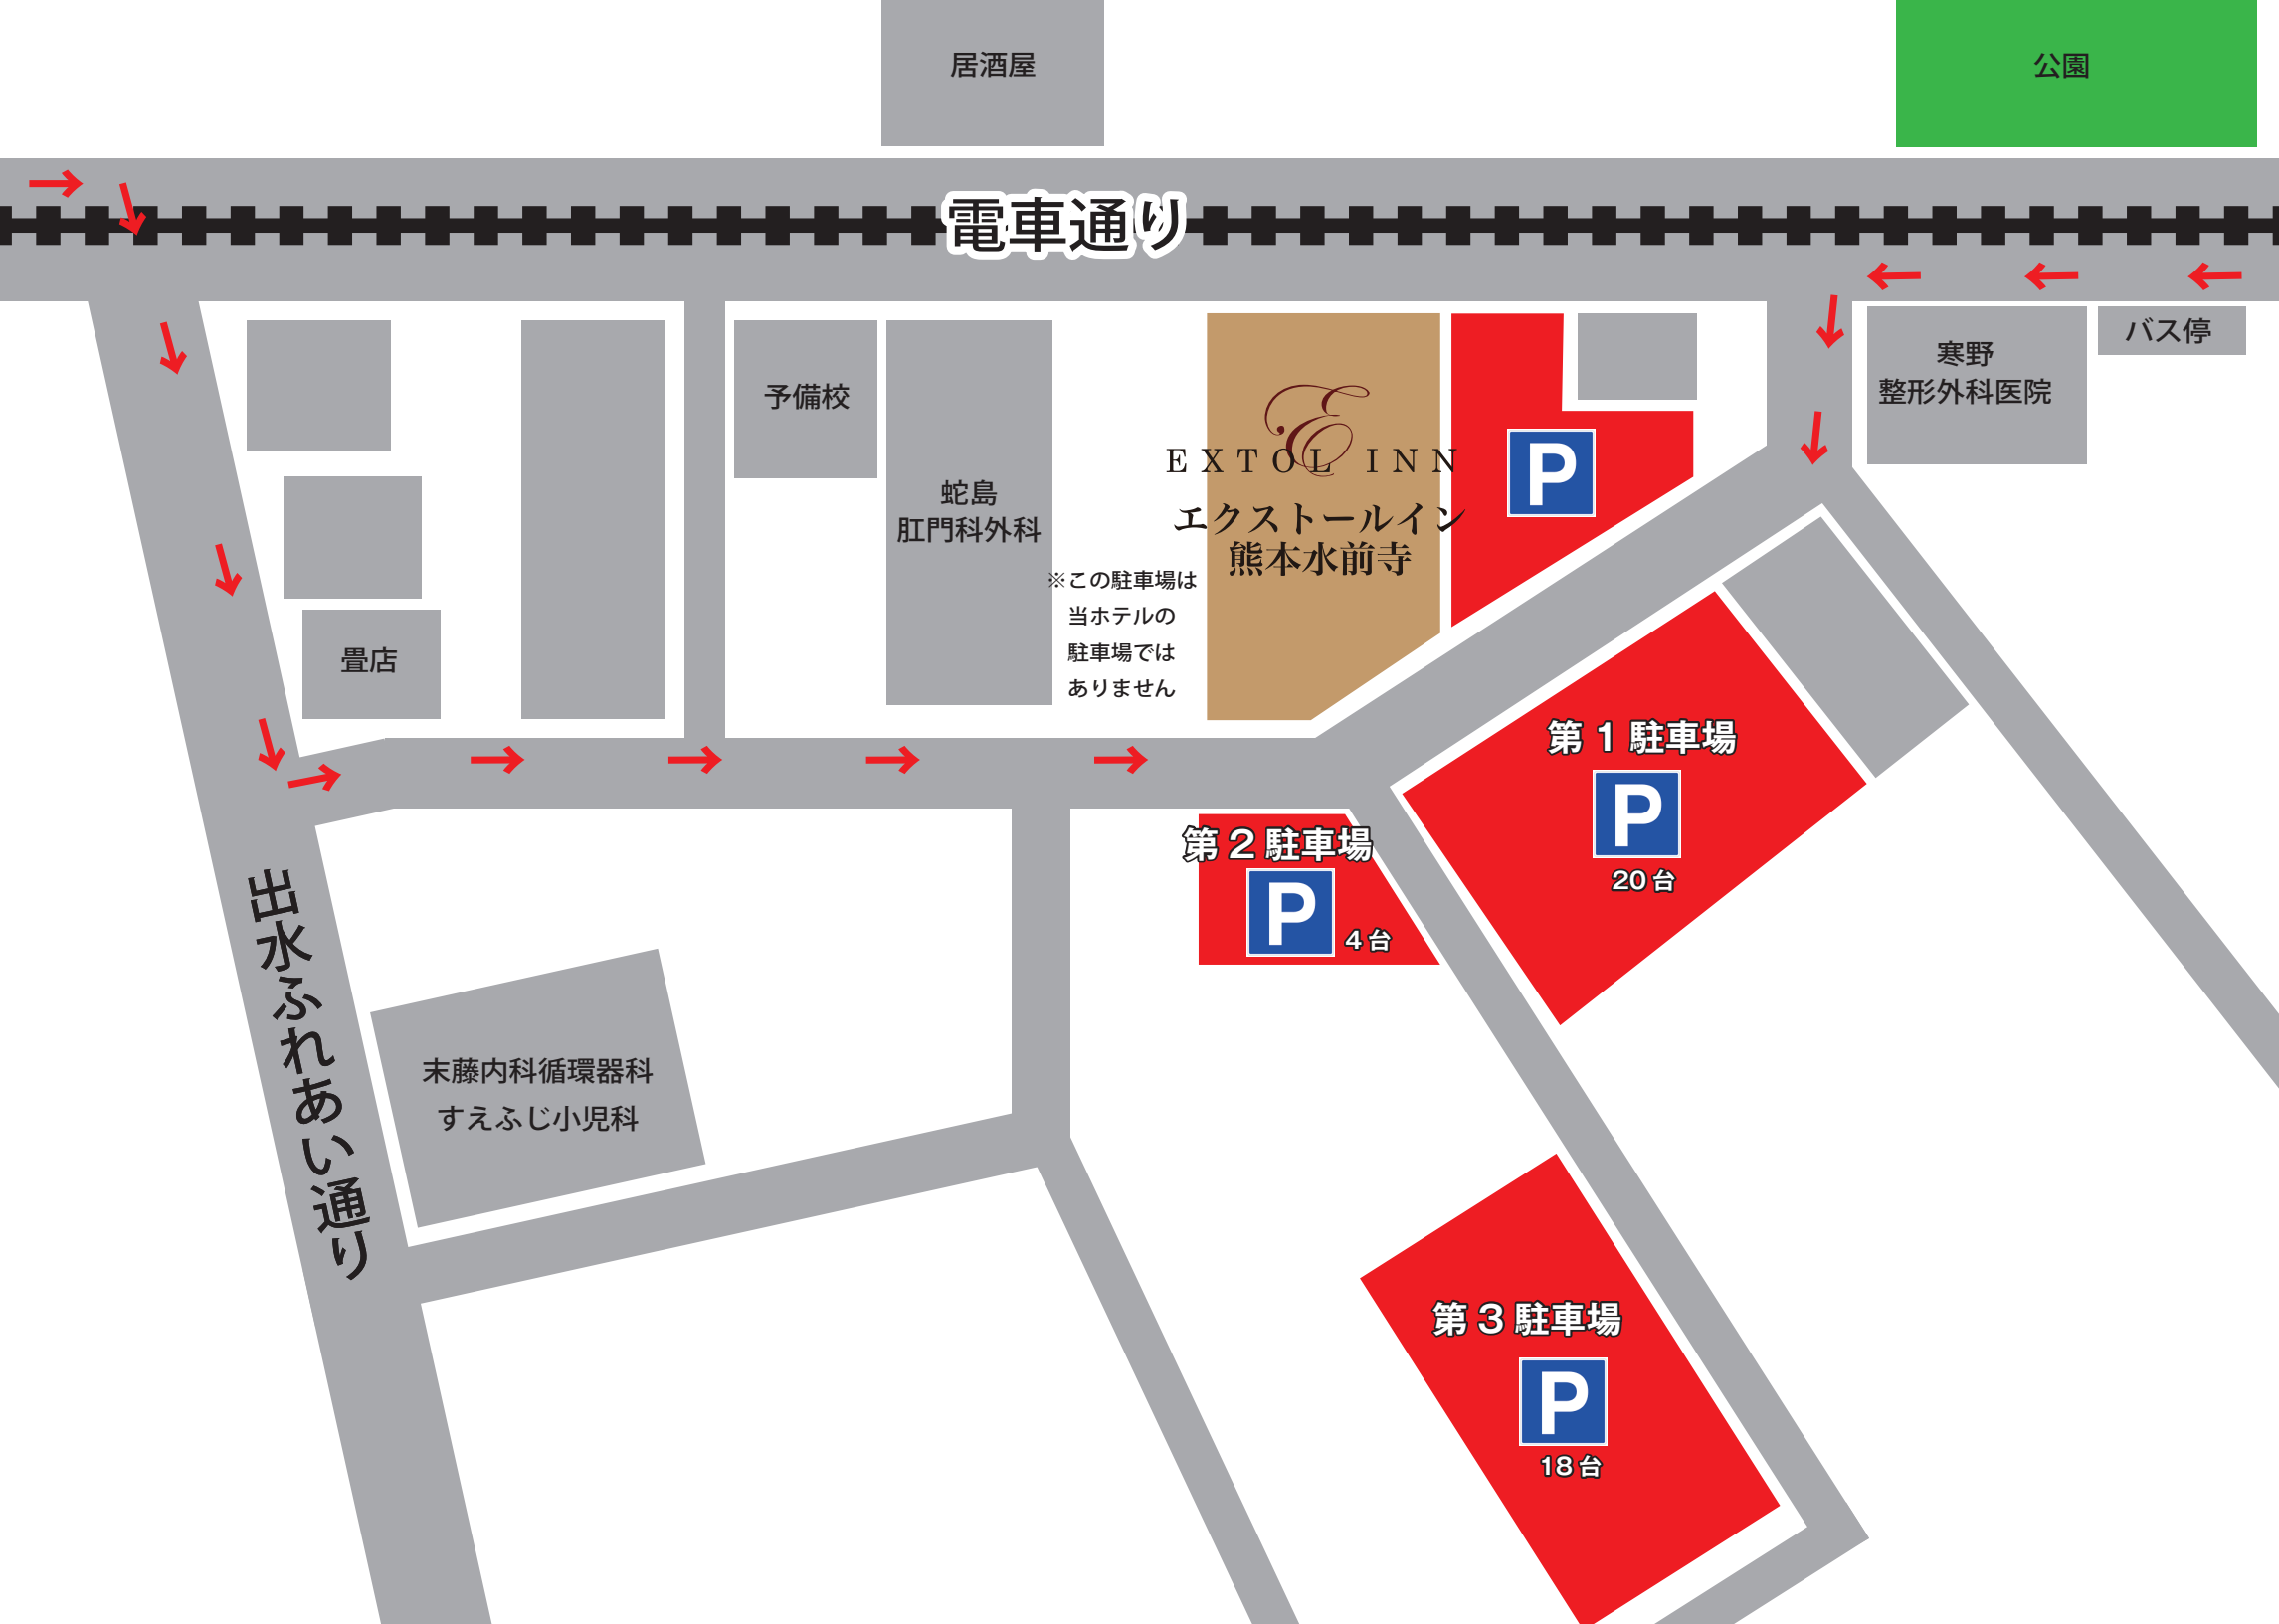 居酒屋
公園
電車通り
バス停
寒野
整形外科医院
予備校
蛇島
肛門科外科
E
EXTOL INN
エクストールイン
熊本水前寺
P
※この駐車場は
当ホテルの
駐車場では
ありません
畳店
第1駐車場
P
20台
第2駐車場
P
4台
出水ふれあい通り
末藤内科循環器科
すえふじ小児科
第3駐車場
P
18台